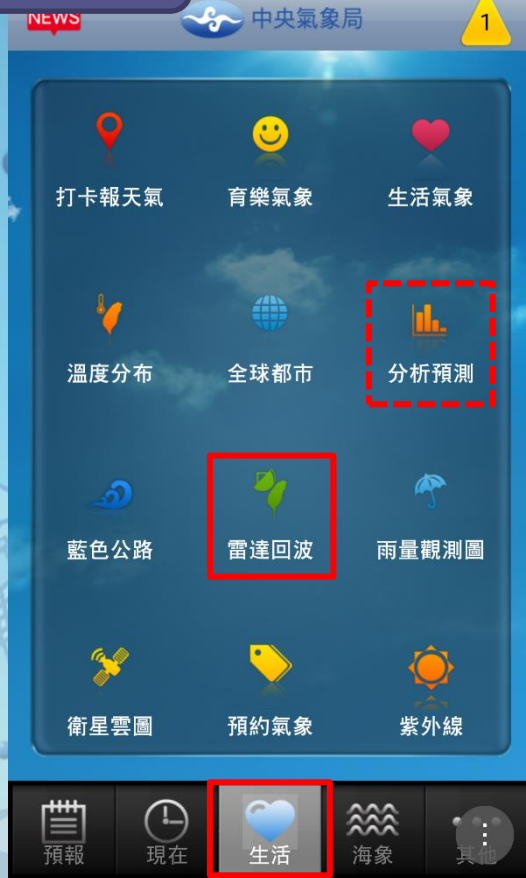 NEWS
中央氣象局
1
打卡報天氣
育樂氣象
生活氣象
溫度分布
全球都市
分析預測
藍色公路
雷達回波
雨量觀測圖
衛星雲圖
預約氣象
紫外線
預報
現在
生活
海象
其他